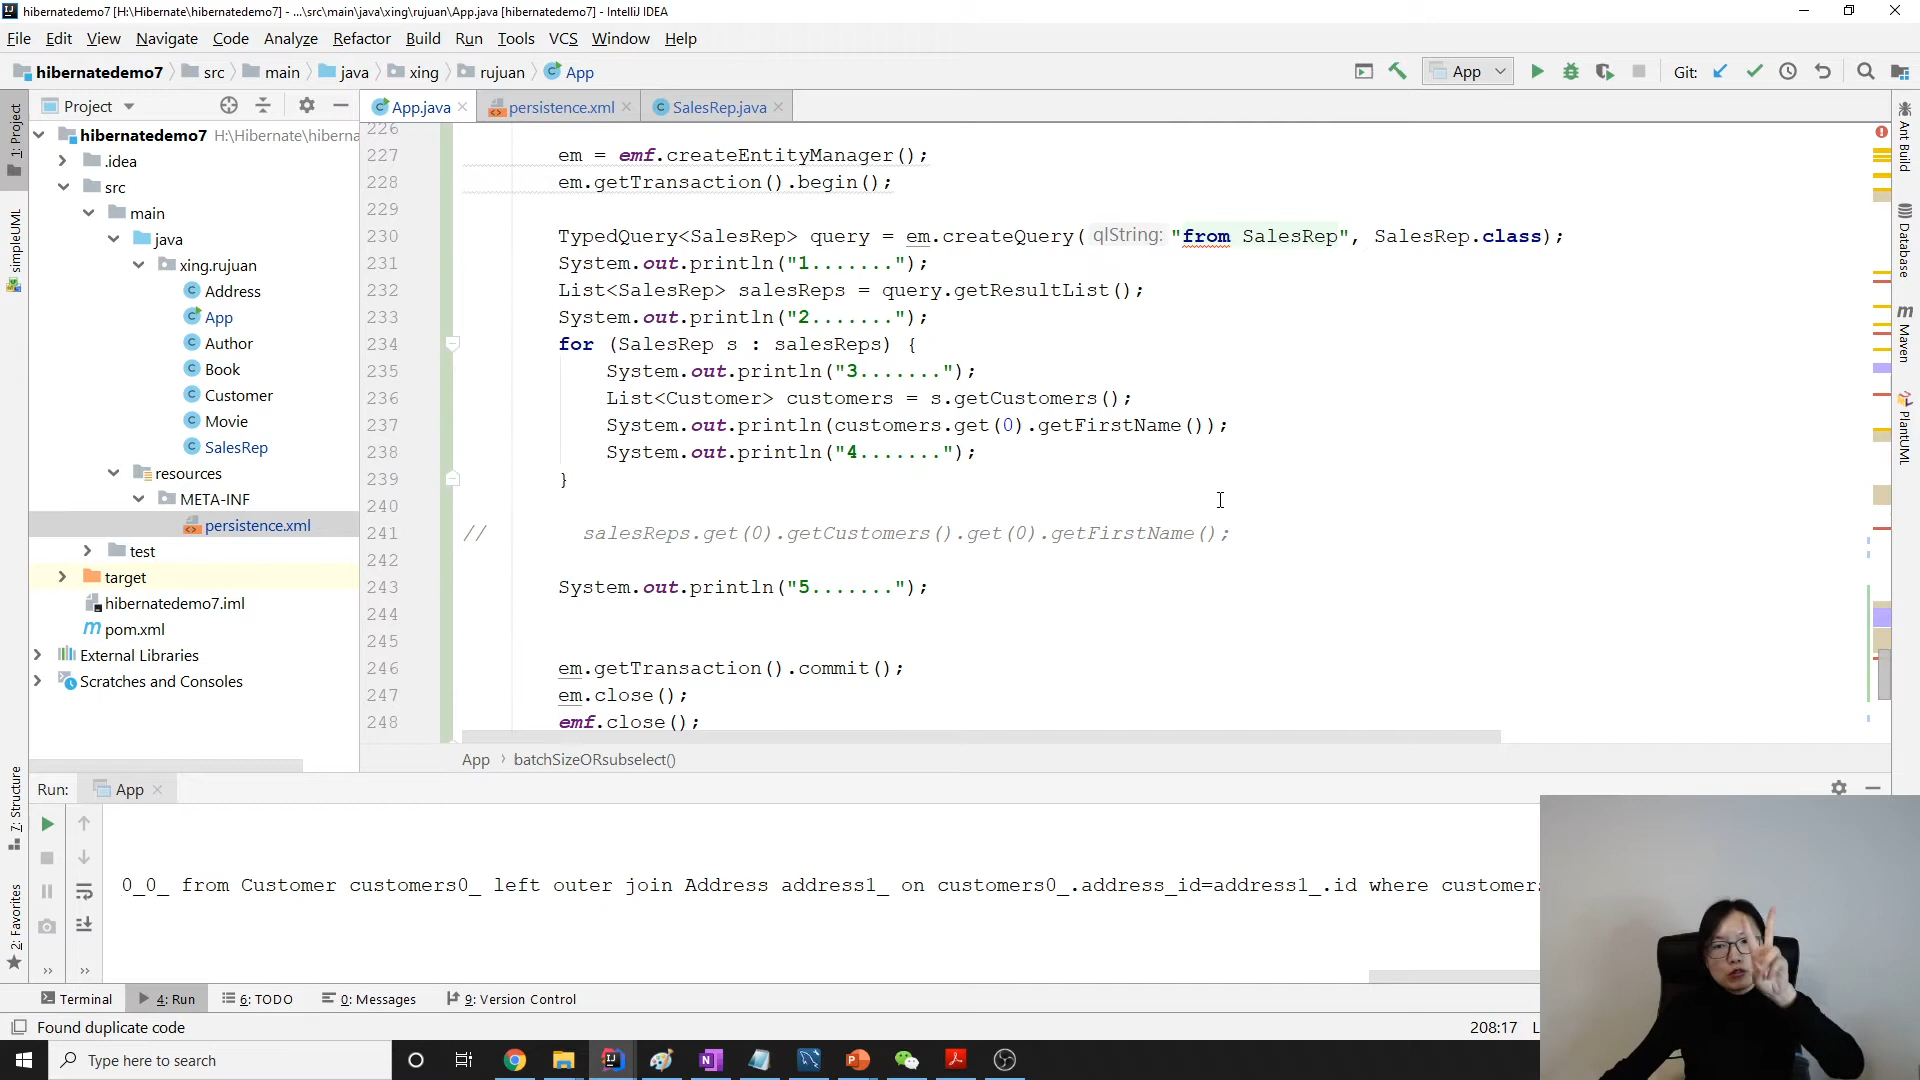 hibernatedemo7 [H:\Hibernate\hibernatedemo7] - ...\src\main\java\xing\rujuan\App.java [hibernatedemo7] - IntelliJ IDEA
File Edit View Navigate Code Analyze Refactor Build Run Tools VCS Window Help
hibernatedemo7 src main java xing rujuan App
App
Git:
Project
App.java persistence.xml SalesRep.java
1: Project
simpleUML
7: Structure
2: Favorites
hibernatedemo7 H:\Hibernate\hiberna
.idea
src
main
java
xing.rujuan
Address
App
Author
Book
Customer
Movie
SalesRep
resources
META-INF
persistence.xml
test
target
hibernatedemo7.iml
pom.xml
External Libraries
Scratches and Consoles
226
227 em = emf.createEntityManager();
228 em.getTransaction().begin();
229
230 TypedQuery<SalesRep> query = em.createQuery( qlString: "from SalesRep", SalesRep.class);
231 System.out.println("1.......");
232 List<SalesRep> salesReps = query.getResultList();
233 System.out.println("2.......");
234 for (SalesRep s : salesReps) {
235 System.out.println("3.......");
236 List<Customer> customers = s.getCustomers();
237 System.out.println(customers.get(0).getFirstName());
238 System.out.println("4.......");
239 }
240
241 // salesReps.get(0).getCustomers().get(0).getFirstName();
242
243 System.out.println("5.......");
244
245
246 em.getTransaction().commit();
247 em.close();
248 emf.close();
App › batchSizeORsubselect()
Ant Build
Database
Maven
PlantUML
Run: App
0_0_ from Customer customers0_ left outer join Address address1_ on customers0_.address_id=address1_.id where customers
Terminal 4: Run 6: TODO 0: Messages 9: Version Control
Found duplicate code
208:17
Type here to search